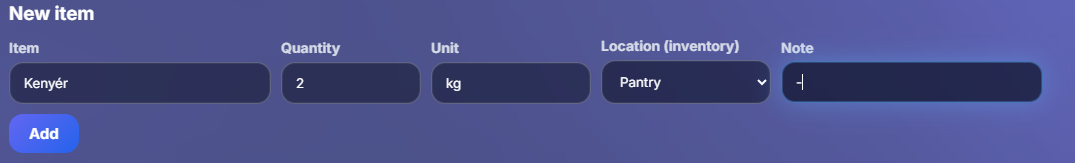 New item
Item Quantity Unit Location (inventory) Note
Kenyér 2 kg Pantry -
Add